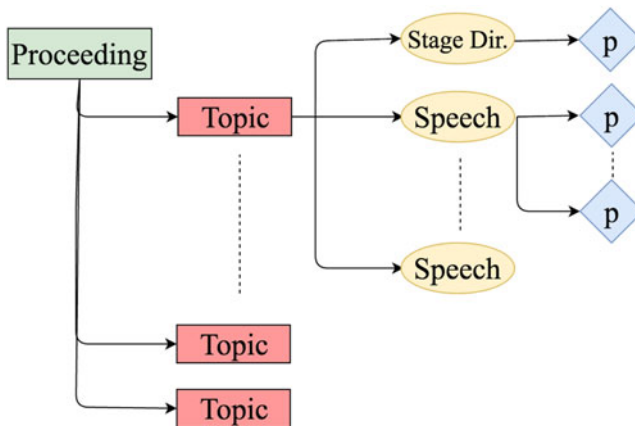 Proceeding
Stage Dir.
p
Topic
Speech
p
p
Speech
Topic
Topic